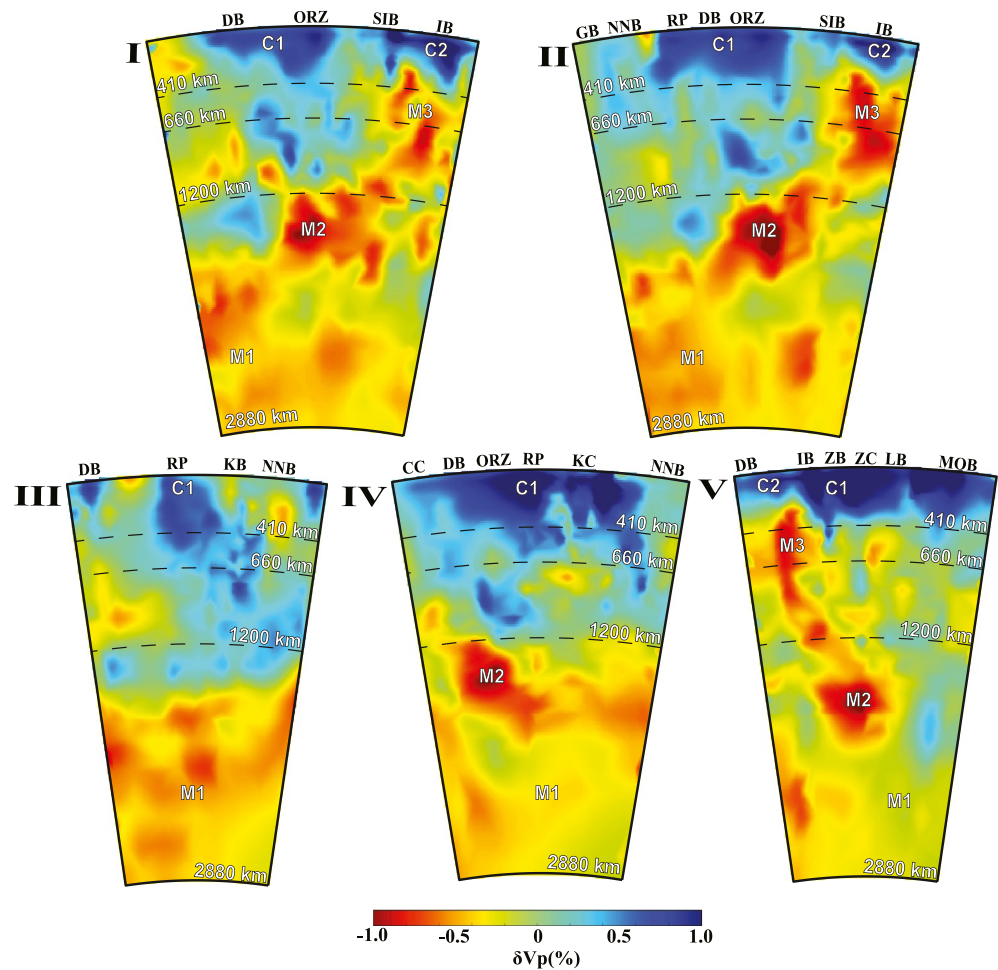 DB ORZ SIB IB
I
C1 C2
410 km
M3
660 km
1200 km
M2
M1
2880 km
GB NNB RP DB ORZ SIB IB
II
C1 C2
410 km
M3
660 km
1200 km
M2
M1
2880 km
DB RP KB NNB
III
C1
410 km
660 km
1200 km
M1
2880 km
CC DB ORZ RP KC NNB
IV
C1
410 km
660 km
1200 km
M2
M1
2880 km
DB IB ZB ZC LB MOB
V
C2 C1
410 km
M3
660 km
1200 km
M2
M1
2880 km
-1.0 -0.5 0 0.5 1.0
δVp(%)